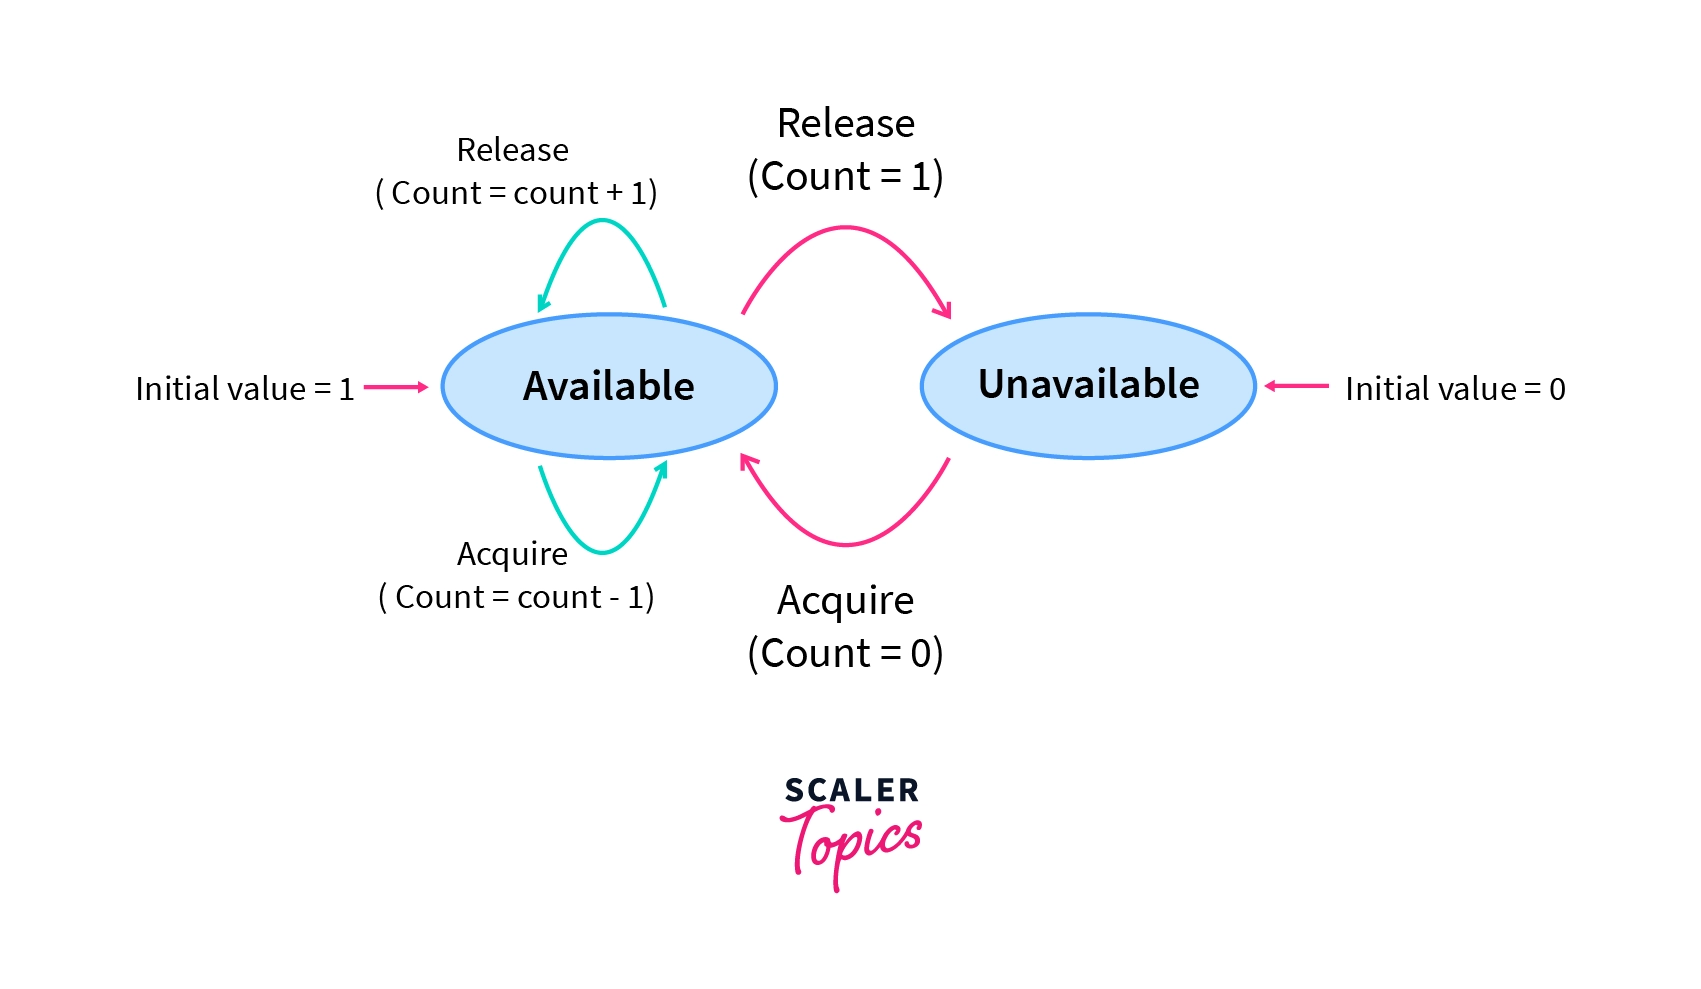 Release
(Count = 1)
Release
( Count = count + 1)
Initial value = 1
Available
Unavailable
Initial value = 0
Acquire
( Count = count - 1)
Acquire
(Count = 0)
SCALER
Topics